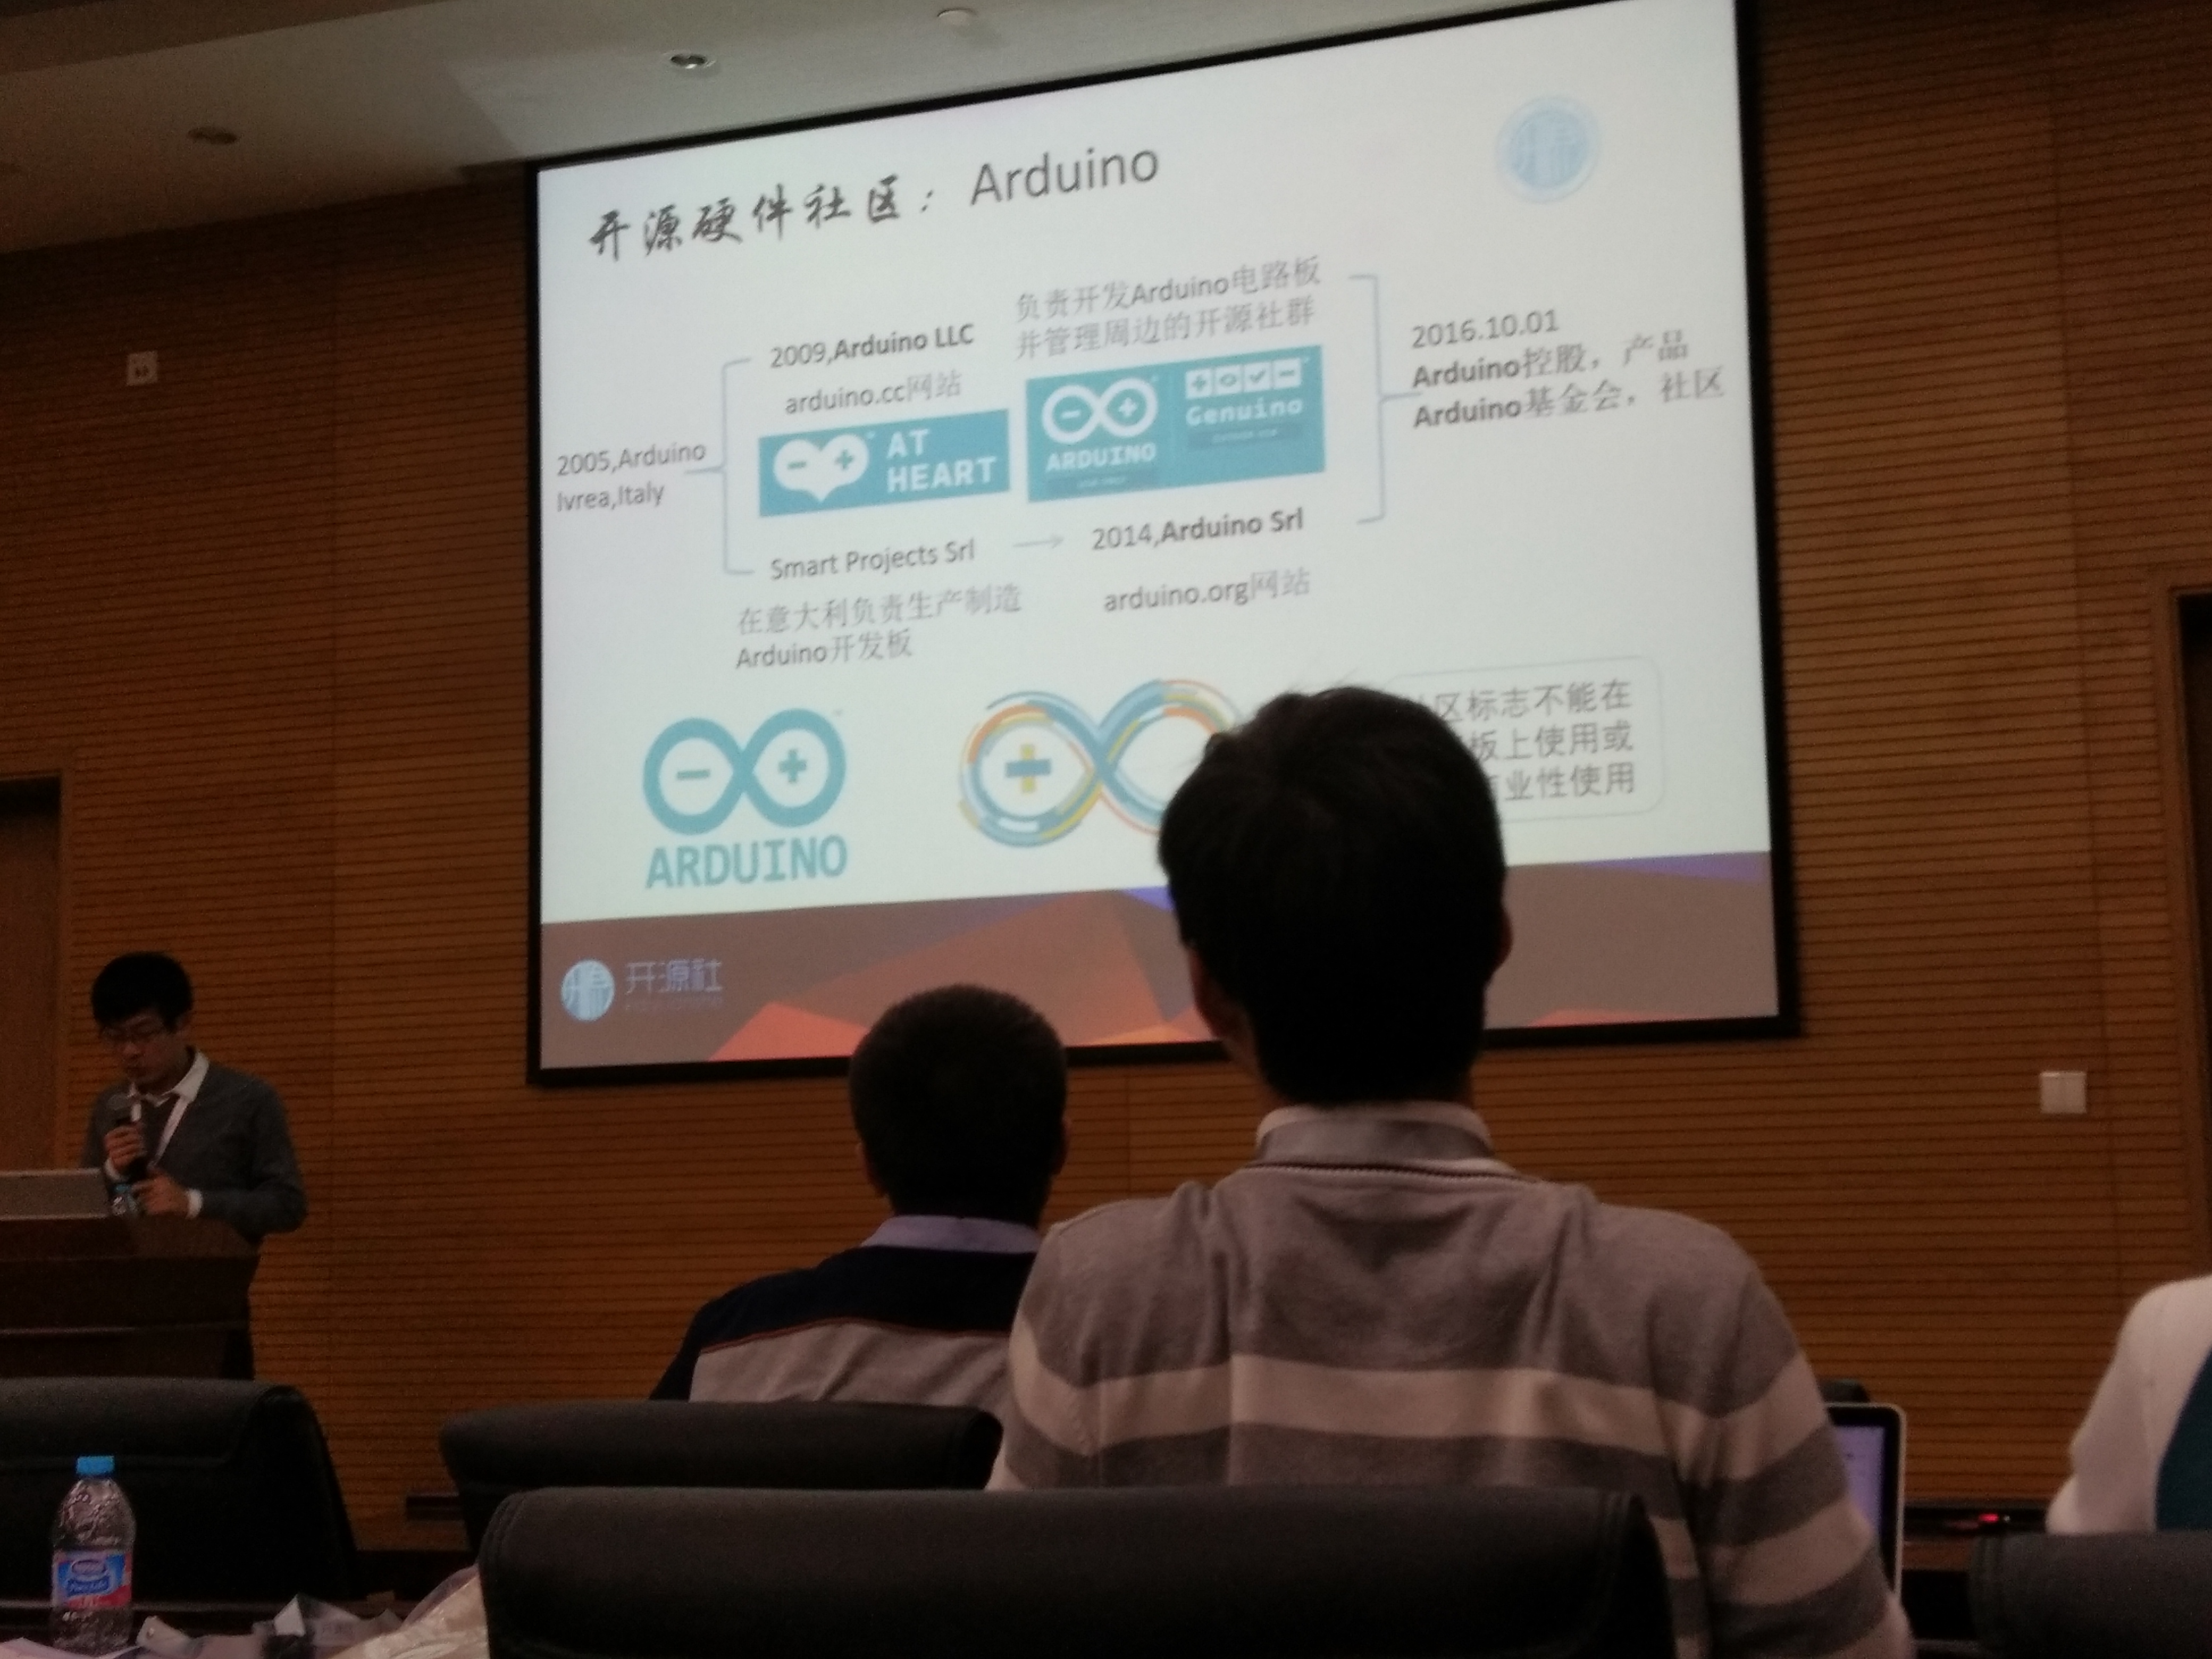 开源硬件社区：Arduino
2005,Arduino
Ivrea,Italy
2009,Arduino LLC
arduino.cc网站
AT
HEART
Smart Projects Srl
在意大利负责生产制造
Arduino开发板
负责开发Arduino电路板
并管理周边的开源社群
ARDUINO
Genuino
2014,Arduino Srl
arduino.org网站
2016.10.01
Arduino控股，产品
Arduino基金会，社区
ARDUINO
区标志不能在
板上使用或
业性使用
开源社